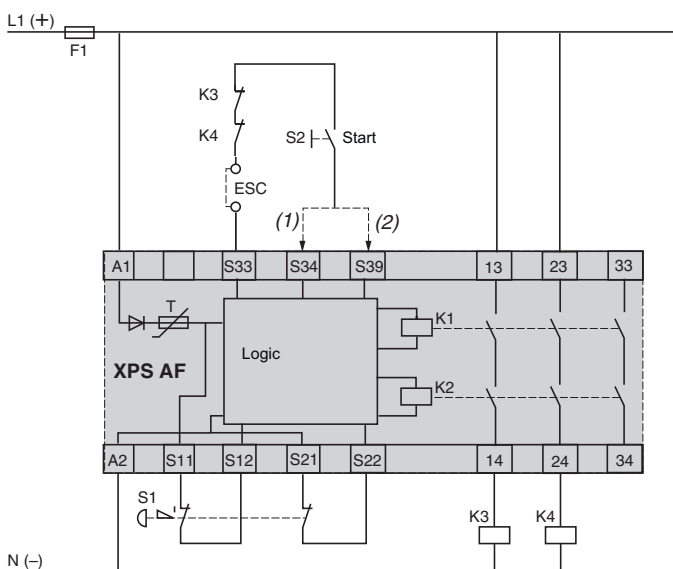 L1 (+)
F1
K3
K4
S2
Start
ESC
(1)
(2)
A1
S33
S34
S39
13
23
33
T
K1
Logic
XPS AF
K2
A2
S11
S12
S21
S22
14
24
34
S1
K3
K4
N (–)